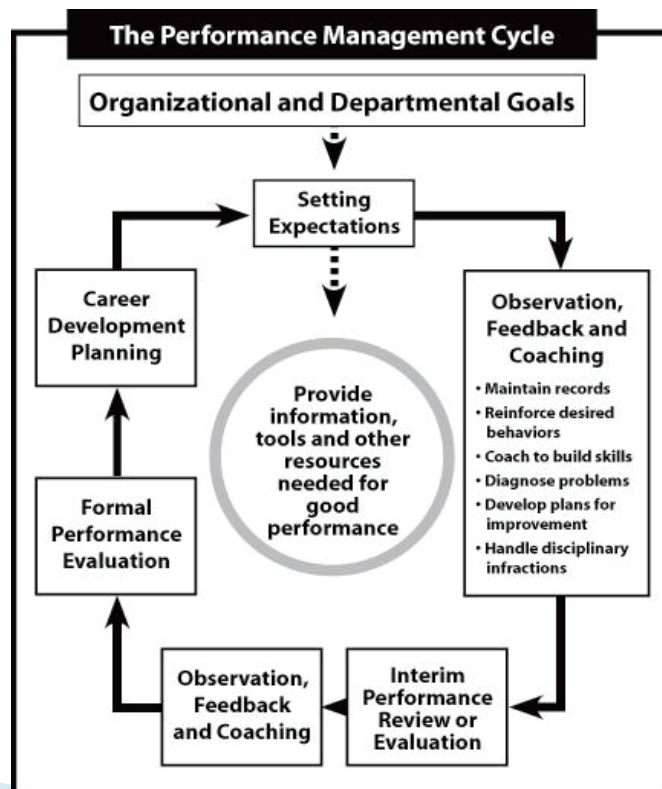 The Performance Management Cycle
Organizational and Departmental Goals
Setting
Expectations
Career
Development
Planning
Observation,
Feedback and
Coaching
• Maintain records
• Reinforce desired
behaviors
• Coach to build skills
• Diagnose problems
• Develop plans for
improvement
• Handle disciplinary
infractions
Provide
information,
tools and other
resources
needed for
good
performance
Formal
Performance
Evaluation
Observation,
Feedback
and Coaching
Interim
Performance
Review or
Evaluation